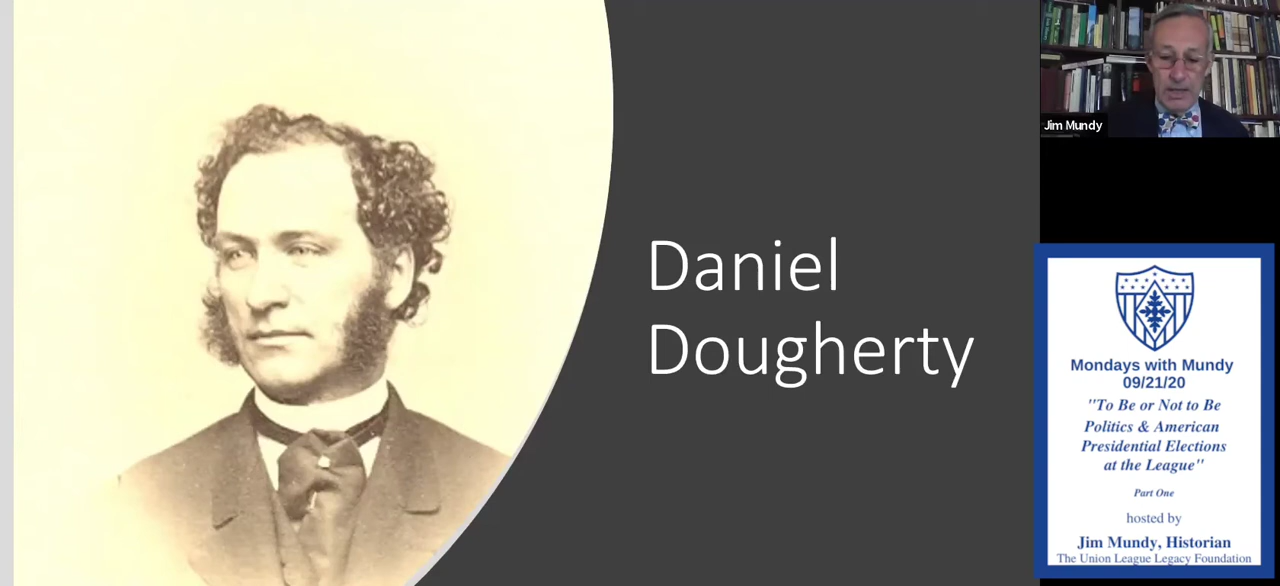 Daniel
Dougherty
Jim Mundy
Mondays with Mundy
09/21/20
"To Be or Not to Be
Politics & American
Presidential Elections
at the League"
Part One
hosted by
Jim Mundy, Historian
The Union League Legacy Foundation